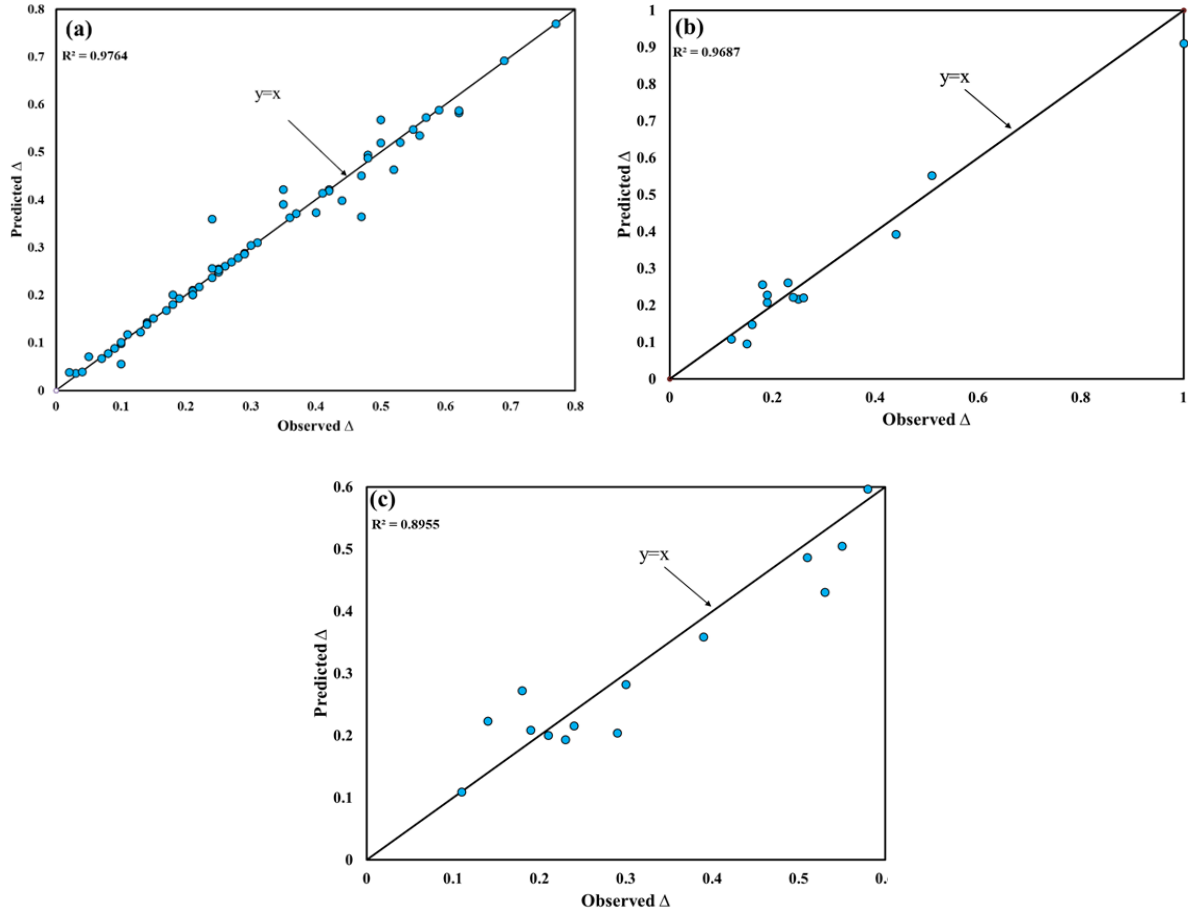 (a)
R² = 0.9764
y=x
0.8
0.7
0.6
0.5
0.4
0.3
0.2
0.1
0
0 0.1 0.2 0.3 0.4 0.5 0.6 0.7 0.8
Predicted Δ
Observed Δ
(b)
R² = 0.9687
y=x
1
0.9
0.8
0.7
0.6
0.5
0.4
0.3
0.2
0.1
0
0 0.2 0.4 0.6 0.8 1
Predicted Δ
Observed Δ
(c)
R² = 0.8955
y=x
0.6
0.5
0.4
0.3
0.2
0.1
0
0 0.1 0.2 0.3 0.4 0.5 0.
Predicted Δ
Observed Δ